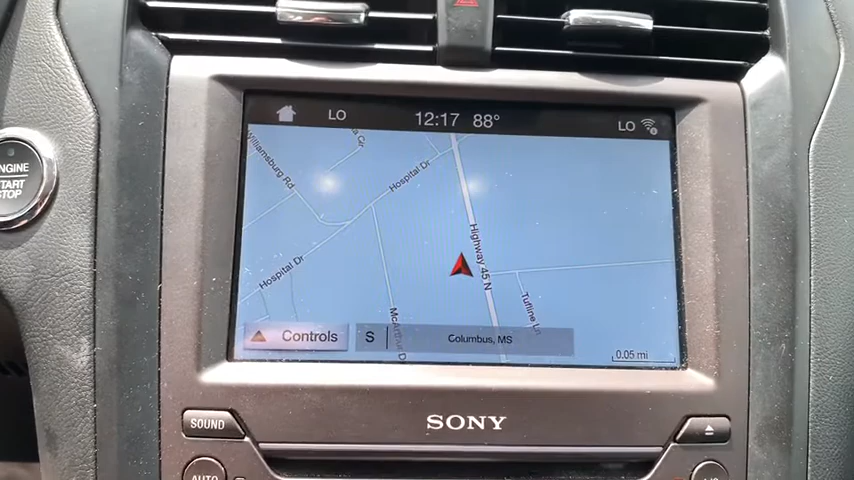 LO 12:17 88° LO
Williamsburg Rd
Hospital Dr
ENGINE
START
STOP
Highway 45 N
Hospital Dr
Tufline Ln
Controls S Columbus, MS
0.05 mi
SOUND
SONY
AUTO